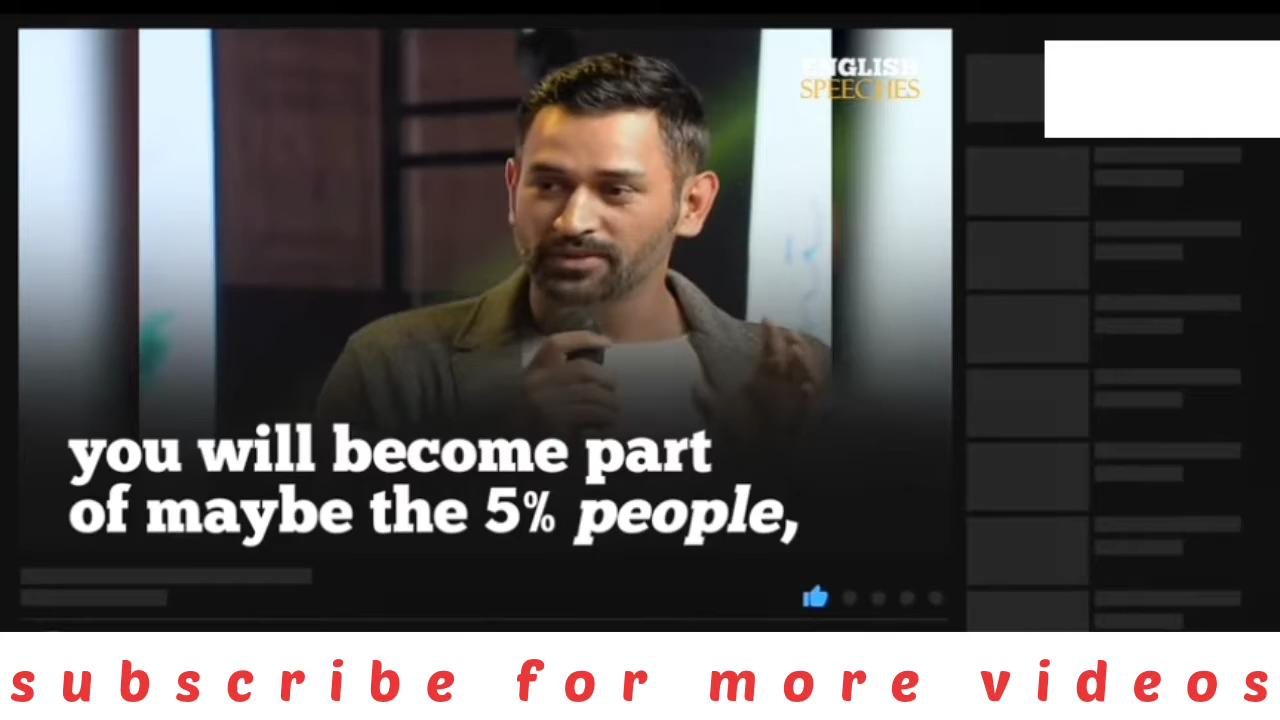 ENGLISH
SPEECHES
you will become part
of maybe the 5% people,
subscribe for more videos